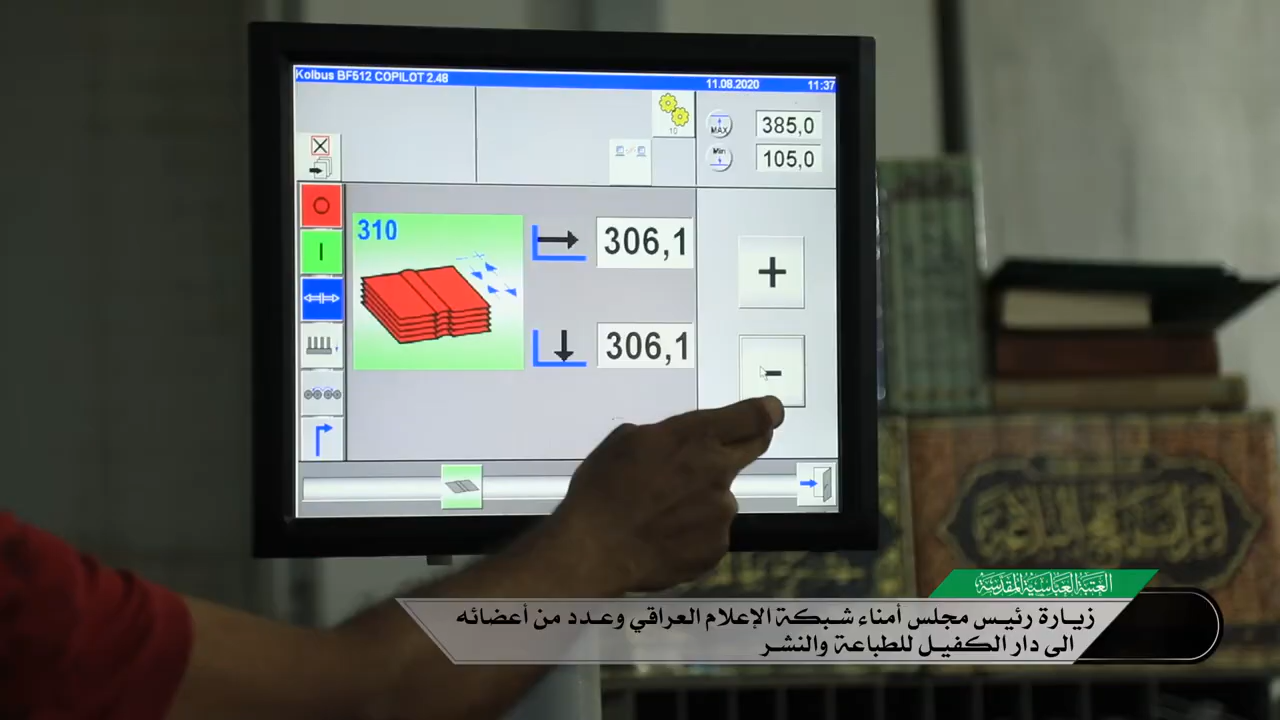 Kolbus BF512 COPILOT 2.48
11.08.2020 11:37
10
MAX 385,0
Min 105,0
310
306,1
306,1
+
-
العتبة العباسية المقدسة
زيارة رئيس مجلس أمناء شبكة الإعلام العراقي وعدد من أعضائه
الى دار الكفيل للطباعة والنشر